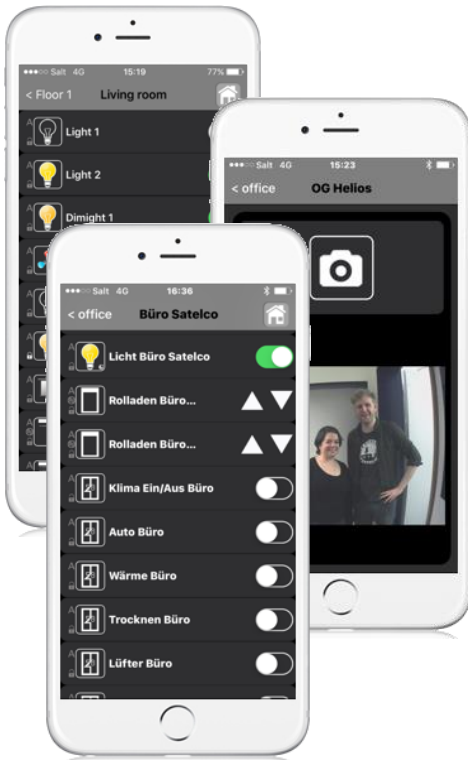 Salt 4G 15:19 77%
< Floor 1 Living room
A Light 1
A Light 2
A Dimight 1
Salt 4G 15:23
< office OG Helios
Salt 4G 16:36
< office Büro Satelco
A Licht Büro Satelco
A Rolladen Büro...
A Rolladen Büro...
A Klima Ein/Aus Büro
A Auto Büro
A Wärme Büro
A Trocknen Büro
A Lüfter Büro